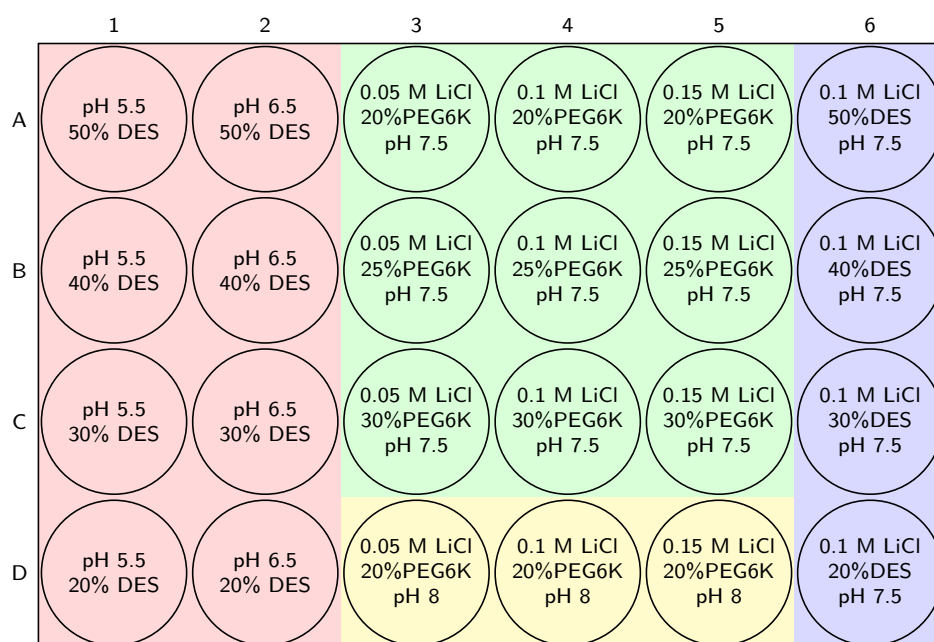 1 2 3 4 5 6
A
pH 5.5
50% DES
pH 6.5
50% DES
0.05 M LiCl
20%PEG6K
pH 7.5
0.1 M LiCl
20%PEG6K
pH 7.5
0.15 M LiCl
20%PEG6K
pH 7.5
0.1 M LiCl
50%DES
pH 7.5
B
pH 5.5
40% DES
pH 6.5
40% DES
0.05 M LiCl
25%PEG6K
pH 7.5
0.1 M LiCl
25%PEG6K
pH 7.5
0.15 M LiCl
25%PEG6K
pH 7.5
0.1 M LiCl
40%DES
pH 7.5
C
pH 5.5
30% DES
pH 6.5
30% DES
0.05 M LiCl
30%PEG6K
pH 7.5
0.1 M LiCl
30%PEG6K
pH 7.5
0.15 M LiCl
30%PEG6K
pH 7.5
0.1 M LiCl
30%DES
pH 7.5
D
pH 5.5
20% DES
pH 6.5
20% DES
0.05 M LiCl
20%PEG6K
pH 8
0.1 M LiCl
20%PEG6K
pH 8
0.15 M LiCl
20%PEG6K
pH 8
0.1 M LiCl
20%DES
pH 7.5